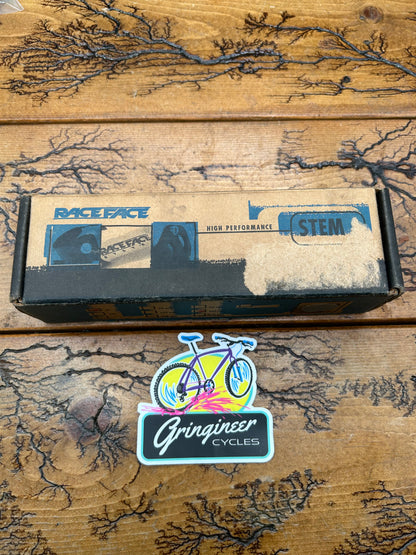 RACEFACE
RACEFACE
HIGH PERFORMANCE
STEM
Gringineer
CYCLES